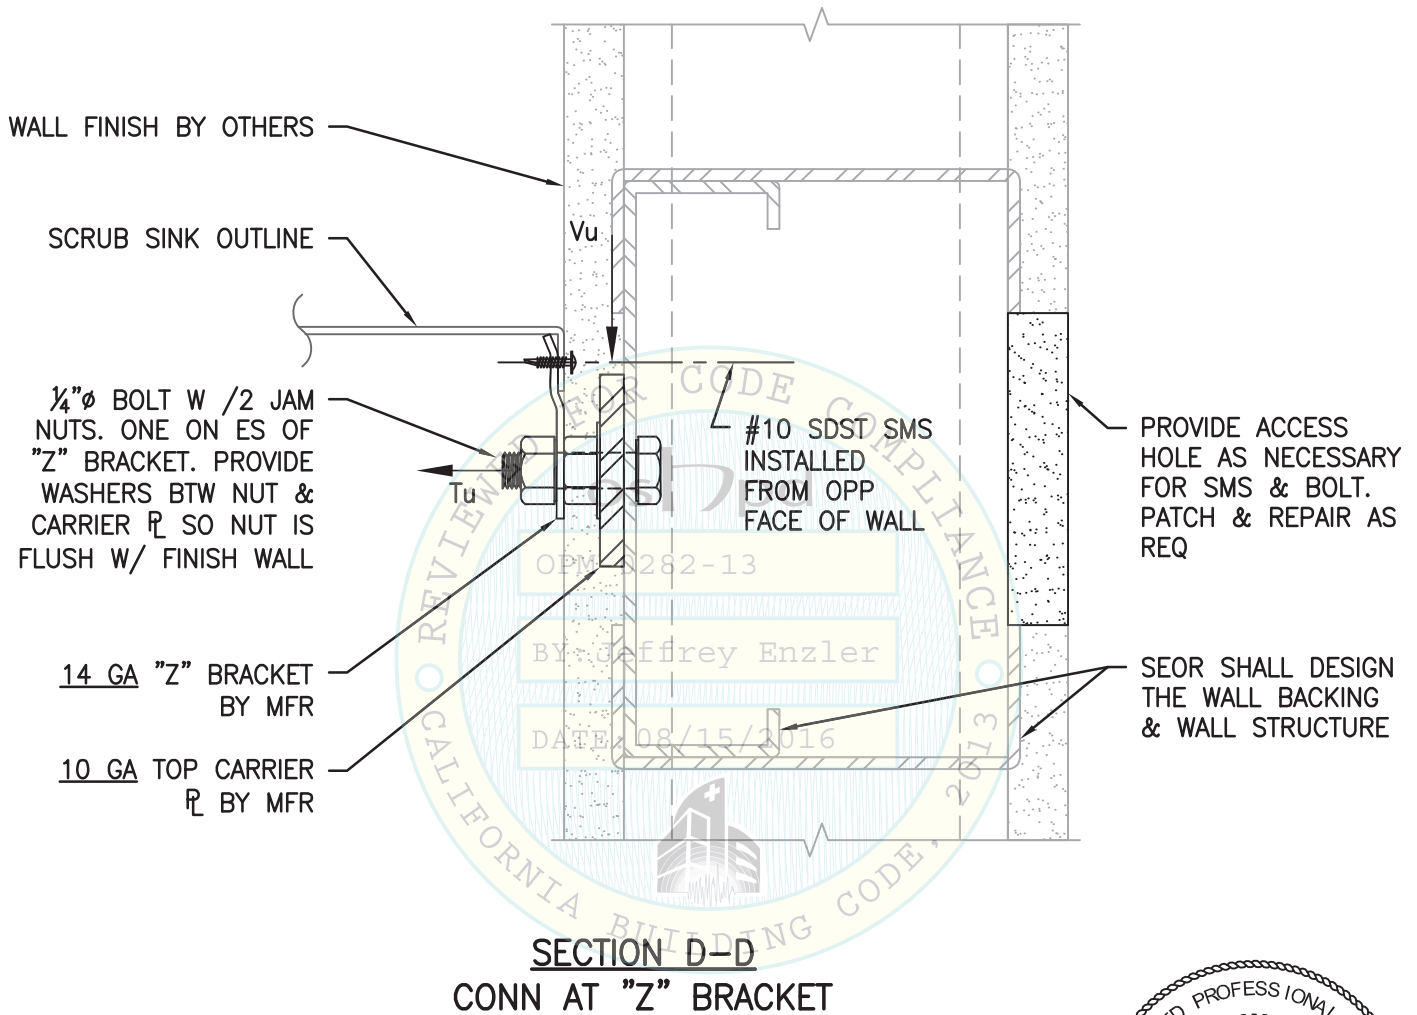 WALL FINISH BY OTHERS
SCRUB SINK OUTLINE
Vu
¼"ø BOLT W /2 JAM
NUTS. ONE ON ES OF
"Z" BRACKET. PROVIDE
WASHERS BTW NUT &
CARRIER ⅊ SO NUT IS
FLUSH W/ FINISH WALL
Tu
#10 SDST SMS
INSTALLED
FROM OPP
FACE OF WALL
PROVIDE ACCESS
HOLE AS NECESSARY
FOR SMS & BOLT.
PATCH & REPAIR AS
REQ
14 GA "Z" BRACKET
BY MFR
10 GA TOP CARRIER
⅊ BY MFR
SEOR SHALL DESIGN
THE WALL BACKING
& WALL STRUCTURE
REVIEWED FOR CODE COMPLIANCE
oshpd
BY: Jeffrey Enzler
DATE: 08/15/2016
CALIFORNIA BUILDING CODE, 2013
SECTION D-D
CONN AT "Z" BRACKET
PROFESSIONAL